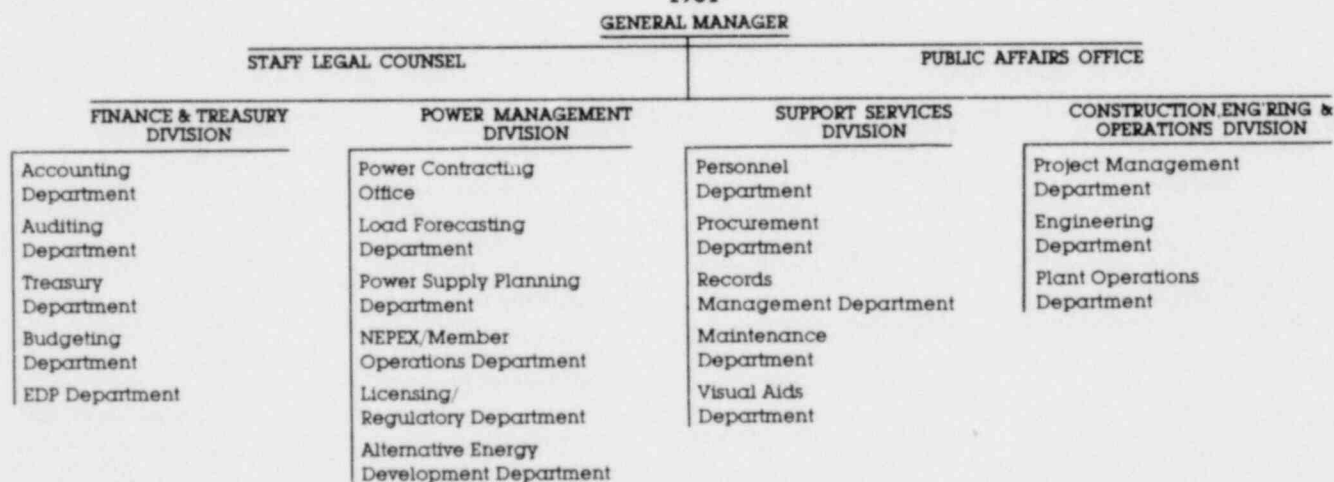 GENERAL MANAGER
STAFF LEGAL COUNSEL
PUBLIC AFFAIRS OFFICE
FINANCE & TREASURY
DIVISION
Accounting
Department
Auditing
Department
Treasury
Department
Budgeting
Department
EDP Department
POWER MANAGEMENT
DIVISION
Power Contracting
Office
Load Forecasting
Department
Power Supply Planning
Department
NEPEX/Member
Operations Department
Licensing/
Regulatory Department
Alternative Energy
Development Department
SUPPORT SERVICES
DIVISION
Personnel
Department
Procurement
Department
Records
Management Department
Maintenance
Department
Visual Aids
Department
CONSTRUCTION, ENG'RING &
OPERATIONS DIVISION
Project Management
Department
Engineering
Department
Plant Operations
Department